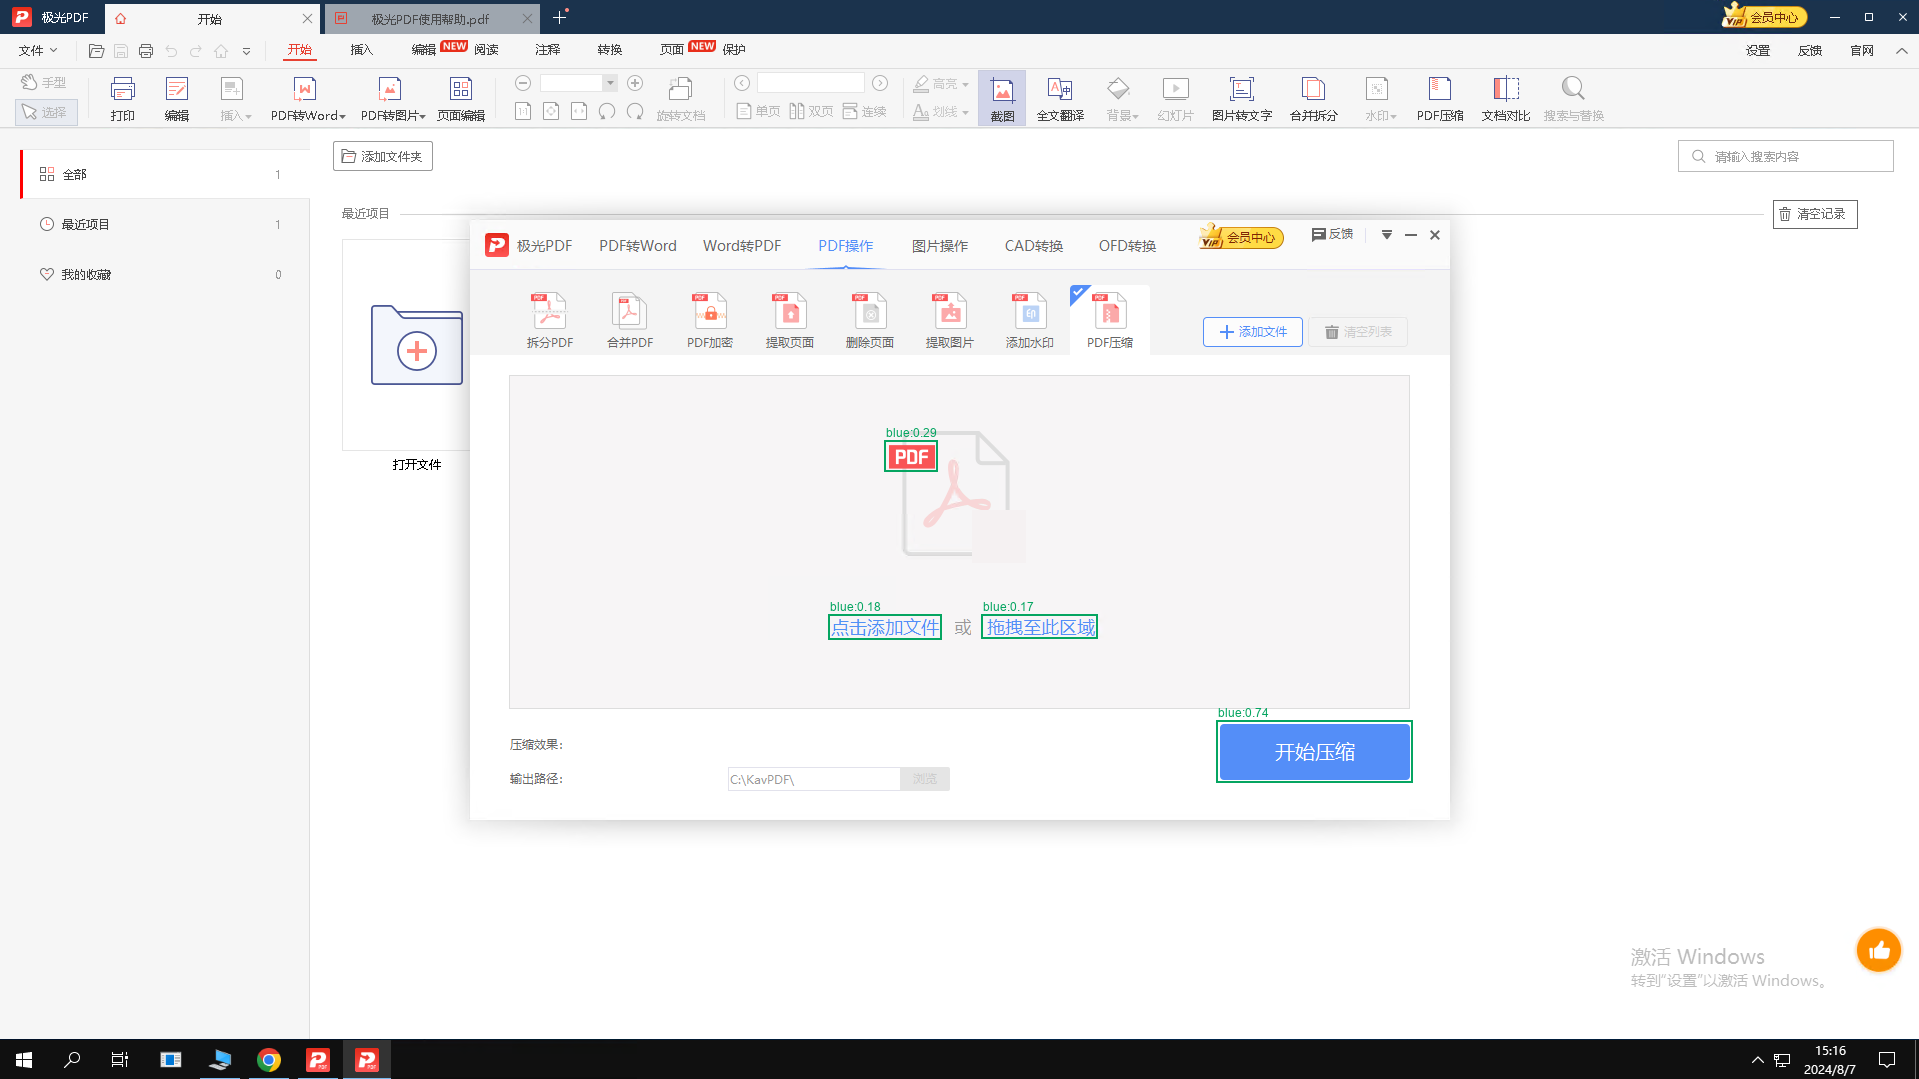 极光PDF
开始
极光PDF使用帮助.pdf
会员中心
文件
开始
插入
编辑
NEW
阅读
注释
转换
页面
NEW
保护
设置
反馈
官网
手型
选择
打印
编辑
插入
PDF转Word
PDF转图片
页面编辑
1:1
旋转文档
单页
双页
连续
高亮
划线
截图
全文翻译
背景
幻灯片
图片转文字
合并拆分
水印
PDF压缩
文档对比
搜索与替换
全部
1
最近项目
1
我的收藏
0
添加文件夹
请输入搜索内容
最近项目
清空记录
打开文件
极光PDF
PDF转Word
Word转PDF
PDF操作
图片操作
CAD转换
OFD转换
VIP
会员中心
反馈
拆分PDF
合并PDF
PDF加密
提取页面
删除页面
提取图片
添加水印
PDF压缩
添加文件
清空列表
blue:0.29
PDF
blue:0.18
blue:0.17
点击添加文件 或 拖拽至此区域
blue:0.74
压缩效果:
开始压缩
输出路径:
C:\KavPDF\
浏览
激活 Windows
转到“设置”以激活 Windows。
15:16
2024/8/7